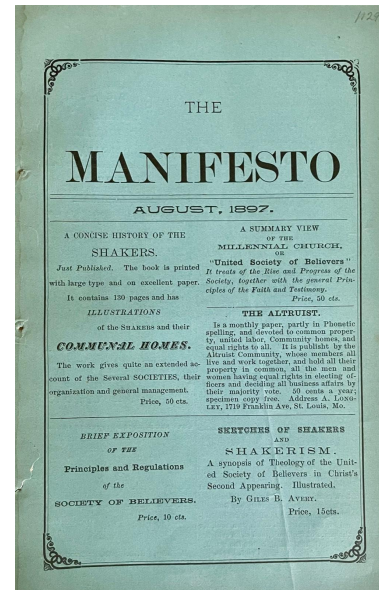 1129
THE
MANIFESTO
AUGUST, 1897.
A CONCISE HISTORY OF THE
SHAKERS.
Just Published. The book is printed
with large type and on excellent paper.
It contains 130 pages and has
ILLUSTRATIONS
of the SHAKERS and their
COMMUNAL HOMES.
The work gives quite an extended ac-
count of the Several SOCIETIES, their
organization and general management.
Price, 50 cts.
A SUMMARY VIEW
OF THE
MILLENNIAL CHURCH,
OR
"United Society of Believers"
It treats of the Rise and Progress of the
Society, together with the general Prin-
ciples of the Faith and Testimony.
Price, 50 cts.
THE ALTRUIST.
Is a monthly paper, partly in Phonetic
spelling, and devoted to common proper-
ty, united labor, Community homes, and
equal rights to all. It is publisht by the
Altruist Community, whose members all
live and work together, and hold all their
property in common, all the men and
women having equal rights in electing of-
ficers and deciding all business affairs by
their majority vote. 50 cents a year;
specimen copy free. Address A. LONG-
LEY, 1719 Franklin Ave, St. Louis, Mo.
BRIEF EXPOSITION
OF THE
Principles and Regulations
of the
SOCIETY OF BELIEVERS.
Price, 10 cts.
SKETCHES OF SHAKERS
AND
SHAKERISM.
A synopsis of Theology of the Unit-
ed Society of Believers in Christ's
Second Appearing. Illustrated.
By GILES B. AVERY.
Price, 15cts.